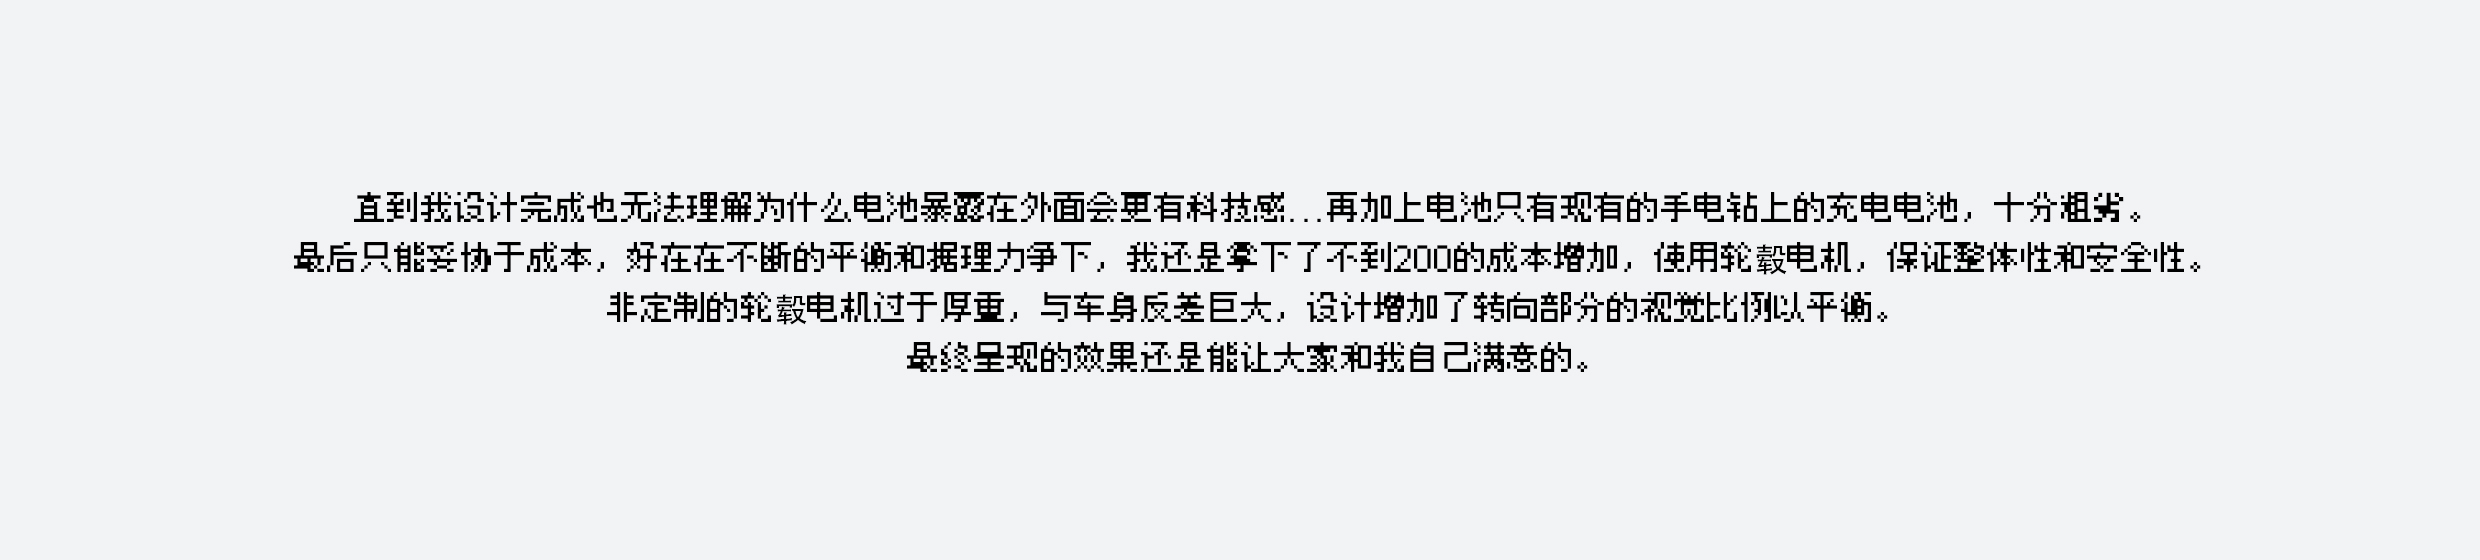 直到我设计完成也无法理解为什么电池暴露在外面会更有科技感...再加上电池只有现有的手电钻上的充电电池，十分粗劣。
最后只能妥协于成本，好在在不断的平衡和据理力争下，我还是拿下了不到200的成本增加，使用轮毂电机，保证整体性和安全性。
非定制的轮毂电机过于厚重，与车身反差巨大，设计增加了转向部分的视觉比例以平衡。
最终呈现的效果还是能让大家和我自己满意的。